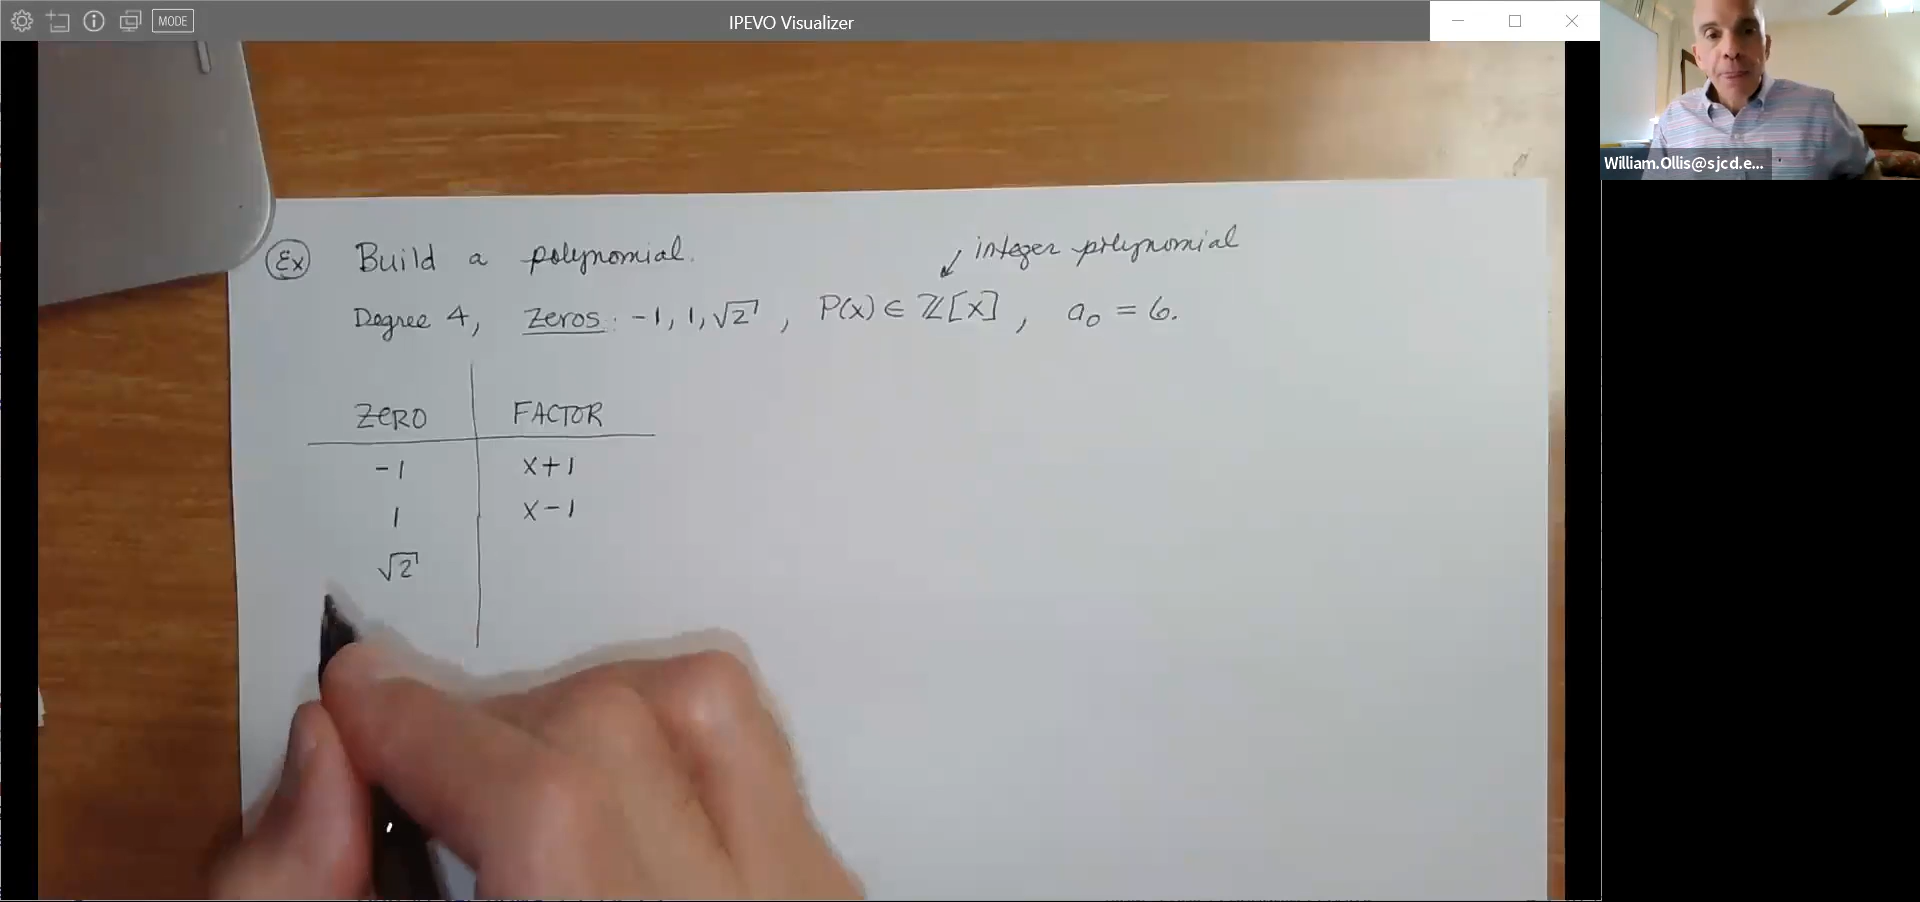 MODE
IPEVO Visualizer
William.Ollis@sjcd.e...
Ex Build a polynomial.
integer polynomial
Degree 4, zeros: -1, 1, √2, P(x) ∈ ℤ[x], a₀ = 6.
ZERO FACTOR
-1 x+1
1 x-1
√2